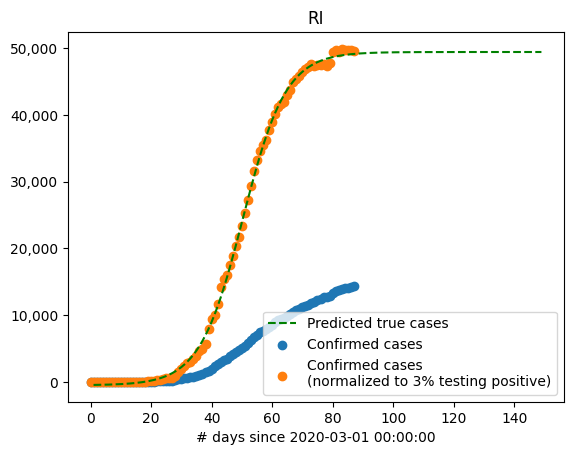 RI
50,000
40,000
30,000
20,000
10,000
0
Predicted true cases
Confirmed cases
Confirmed cases
(normalized to 3% testing positive)
0 20 40 60 80 100 120 140
# days since 2020-03-01 00:00:00